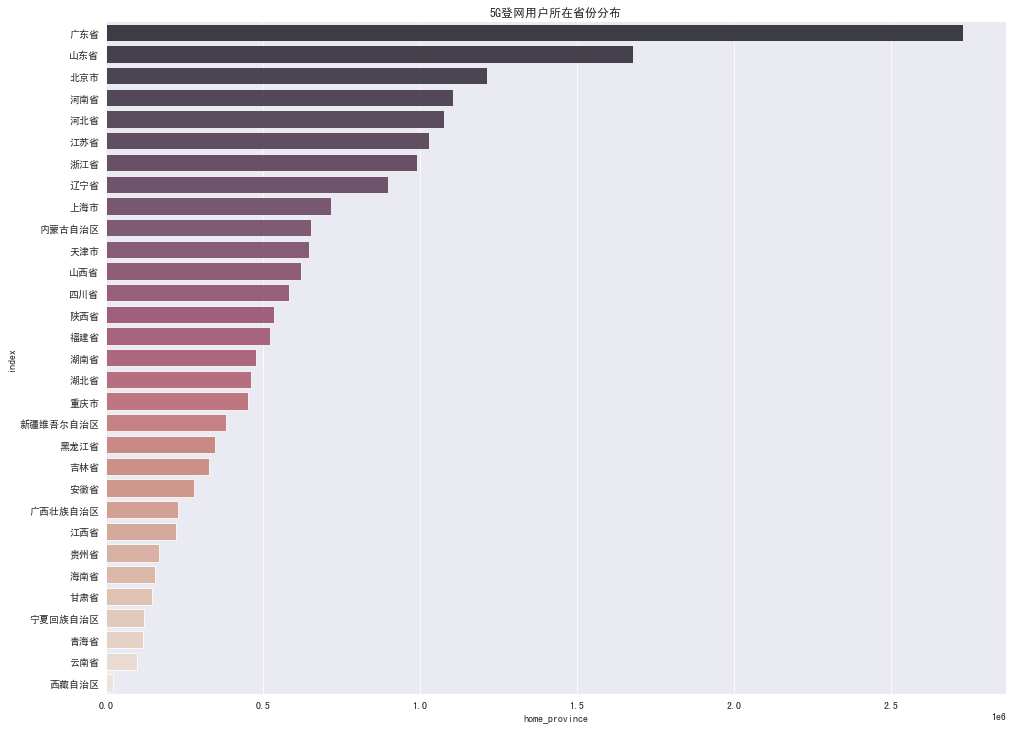 5G登网用户所在省份分布
广东省
山东省
北京市
河南省
河北省
江苏省
浙江省
辽宁省
上海市
内蒙古自治区
天津市
山西省
四川省
陕西省
福建省
湖南省
湖北省
重庆市
新疆维吾尔自治区
黑龙江省
吉林省
安徽省
广西壮族自治区
江西省
贵州省
海南省
甘肃省
宁夏回族自治区
青海省
云南省
西藏自治区
index
0.0 0.5 1.0 1.5 2.0 2.5
home_province
1e6